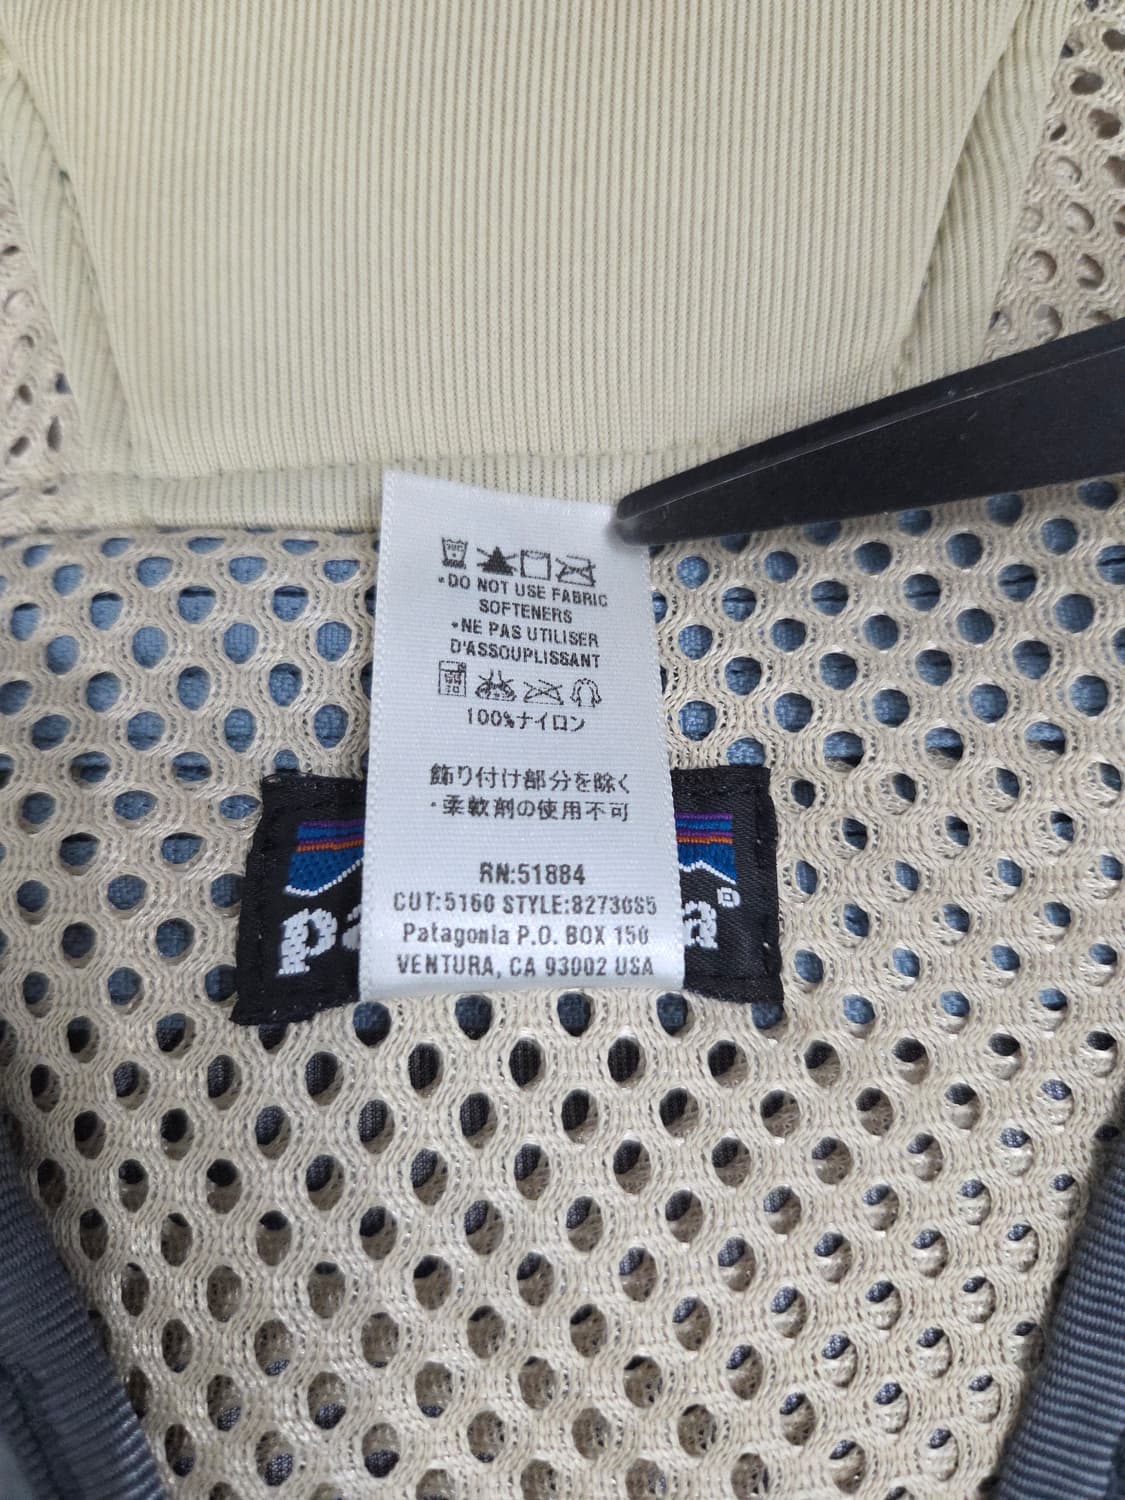 •DO NOT USE FABRIC
SOFTENERS
•NE PAS UTILISER
D'ASSOUPLISSANT
100%ナイロン
飾り付け部分を除く
・柔軟剤の使用不可
RN:51884
CUT:5160 STYLE:82730S5
Patagonia P.O. BOX 150
VENTURA, CA 93002 USA
pa
a®